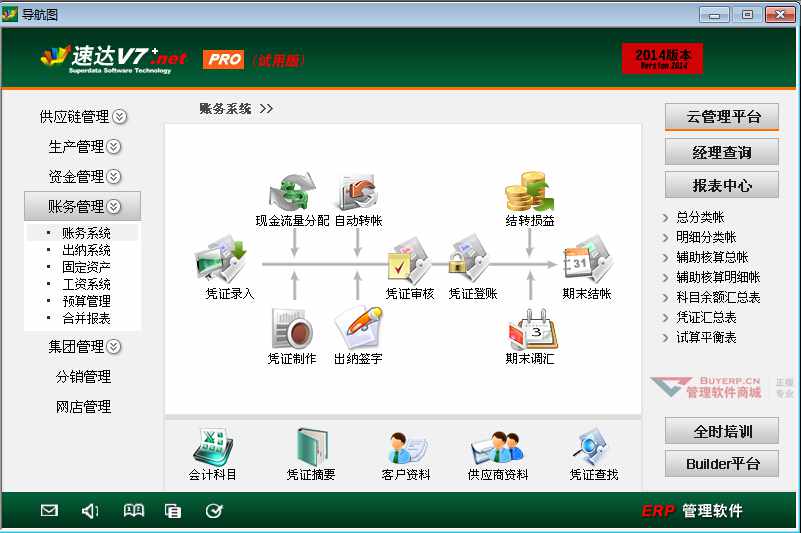 导航图
速达V7+.net
Superdata Software Technology
PRO
(试用版)
2014版本
Version 2014
供应链管理
生产管理
资金管理
账务管理
账务系统
出纳系统
固定资产
工资系统
预算管理
合并报表
集团管理
分销管理
网店管理
账务系统 >>
现金流量分配
自动转帐
结转损益
凭证录入
凭证审核
凭证登账
31
期末结帐
凭证制作
出纳签字
3
期末调汇
会计科目
凭证摘要
客户资料
供应商资料
凭证查找
云管理平台
经理查询
报表中心
总分类帐
明细分类帐
辅助核算总帐
辅助核算明细帐
科目余额汇总表
凭证汇总表
试算平衡表
BUYERP.CN
管理软件商城
正规
专业
全时培训
Builder平台
ERP 管理软件